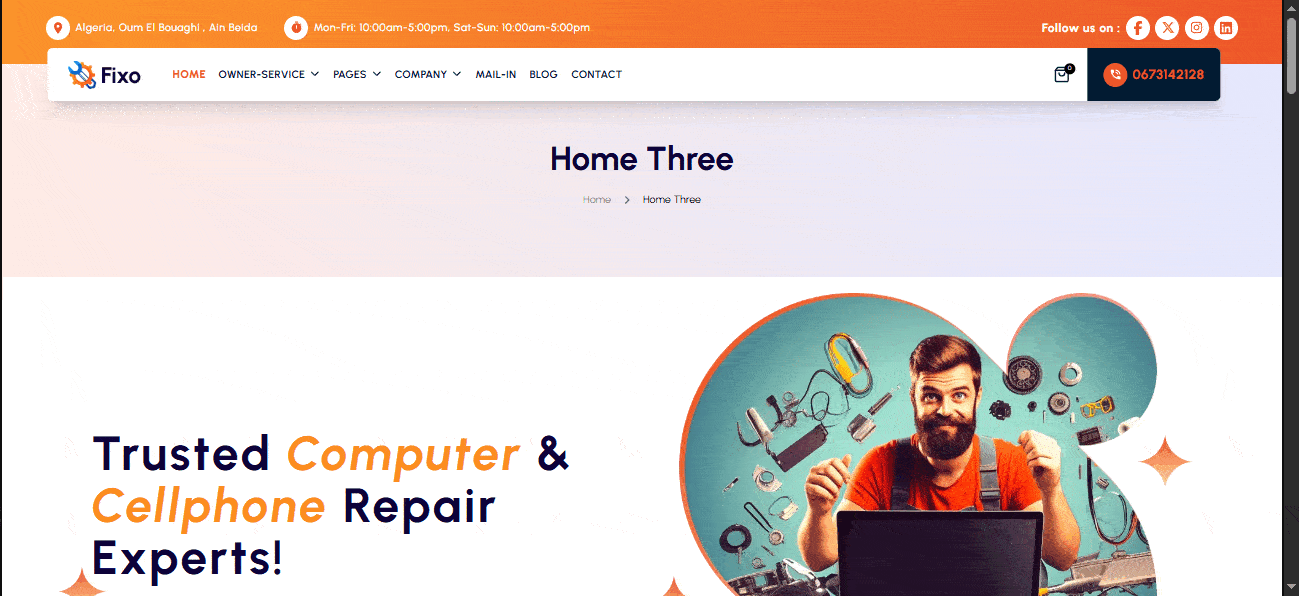 Algeria, Oum El Bouaghi , Ain Beida
Mon-Fri: 10:00am-5:00pm, Sat-Sun: 10:00am-5:00pm
Follow us on :
Fixo
HOME OWNER-SERVICE PAGES COMPANY MAIL-IN BLOG CONTACT
0
0673142128
Home Three
Home > Home Three
Trusted Computer &
Cellphone Repair
Experts!